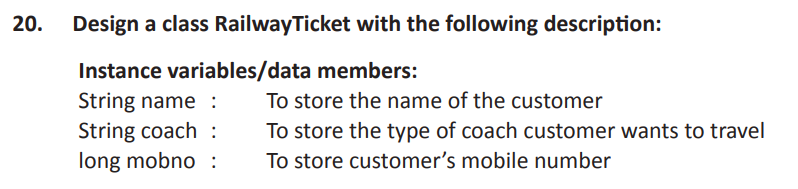 20. Design a class RailwayTicket with the following description:
Instance variables/data members:
String name : To store the name of the customer
String coach : To store the type of coach customer wants to travel
long mobno : To store customer’s mobile number